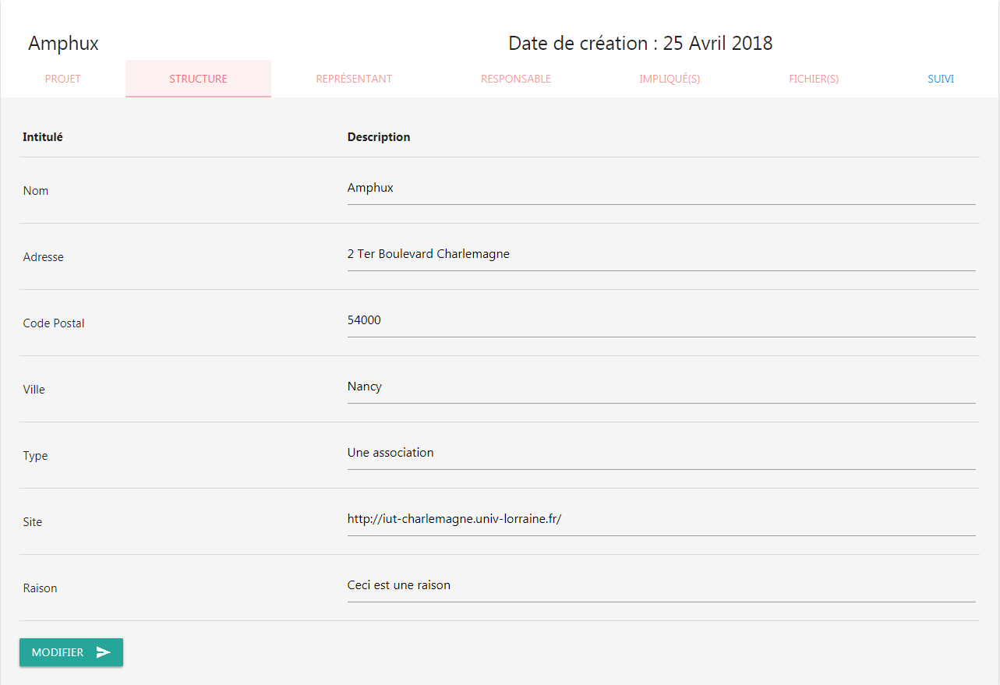 Amphux Date de création : 25 Avril 2018
PROJET STRUCTURE REPRÉSENTANT RESPONSABLE IMPLIQUÉ(S) FICHIER(S) SUIVI
Intitulé Description
Nom Amphux
Adresse 2 Ter Boulevard Charlemagne
Code Postal 54000
Ville Nancy
Type Une association
Site http://iut-charlemagne.univ-lorraine.fr/
Raison Ceci est une raison
MODIFIER